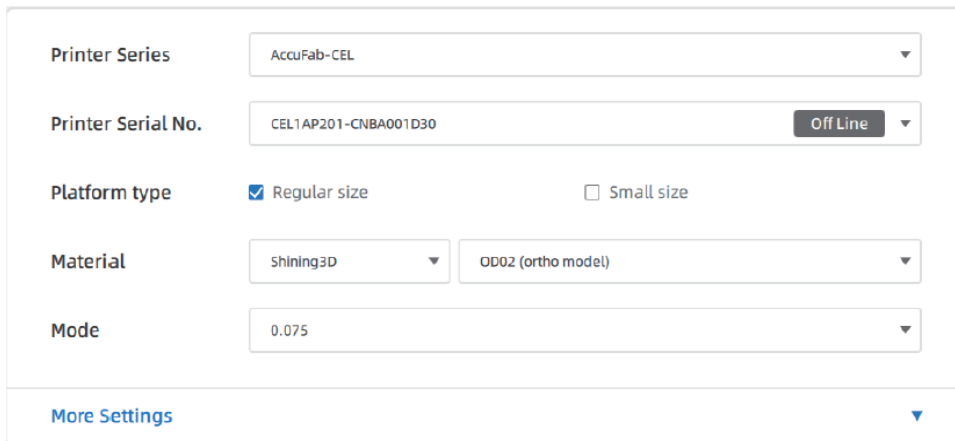 Printer Series AccuFab-CEL
Printer Serial No. CEL1AP201-CNBA001D30 Off Line
Platform type Regular size Small size
Material Shining3D OD02 (ortho model)
Mode 0.075
More Settings